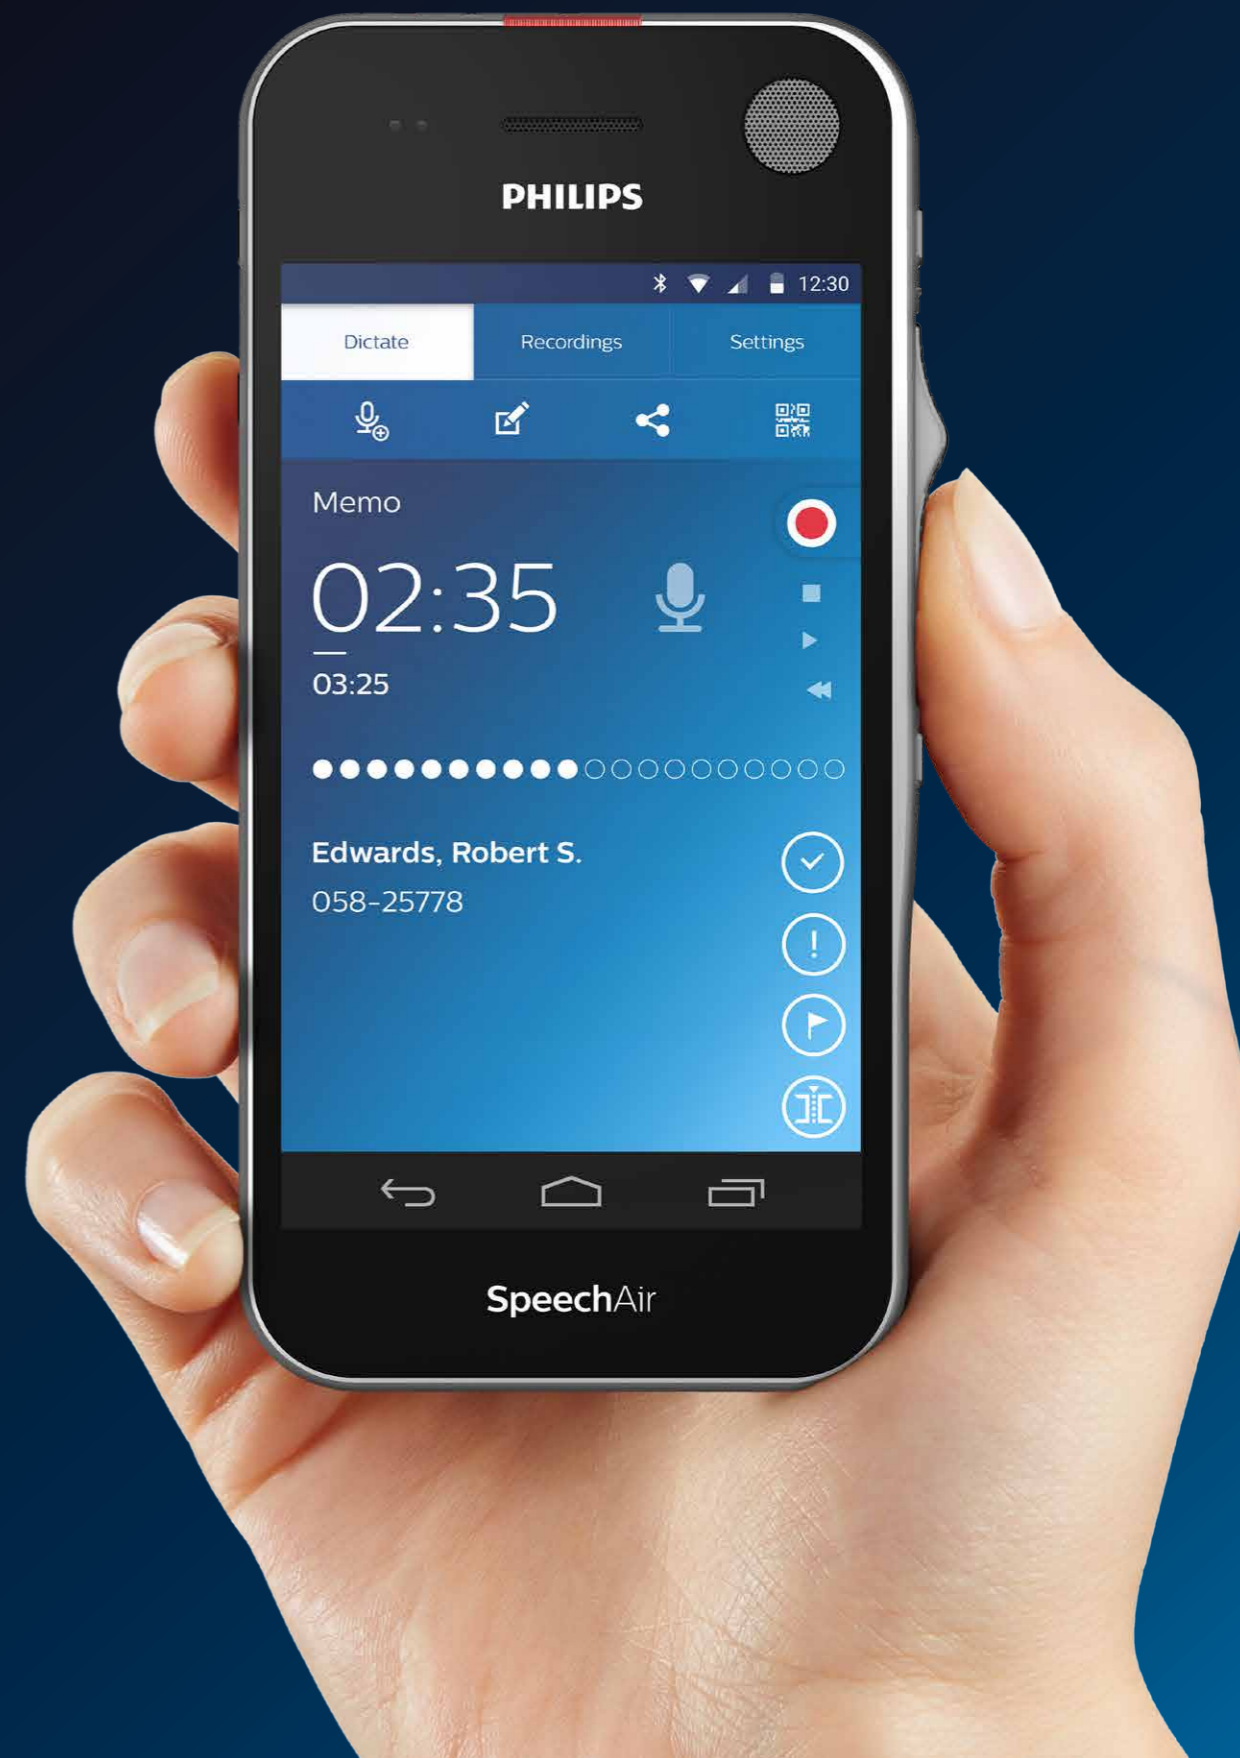 PHILIPS
12:30
Dictate Recordings Settings
Memo
02:35
03:25
Edwards, Robert S.
058-25778
SpeechAir